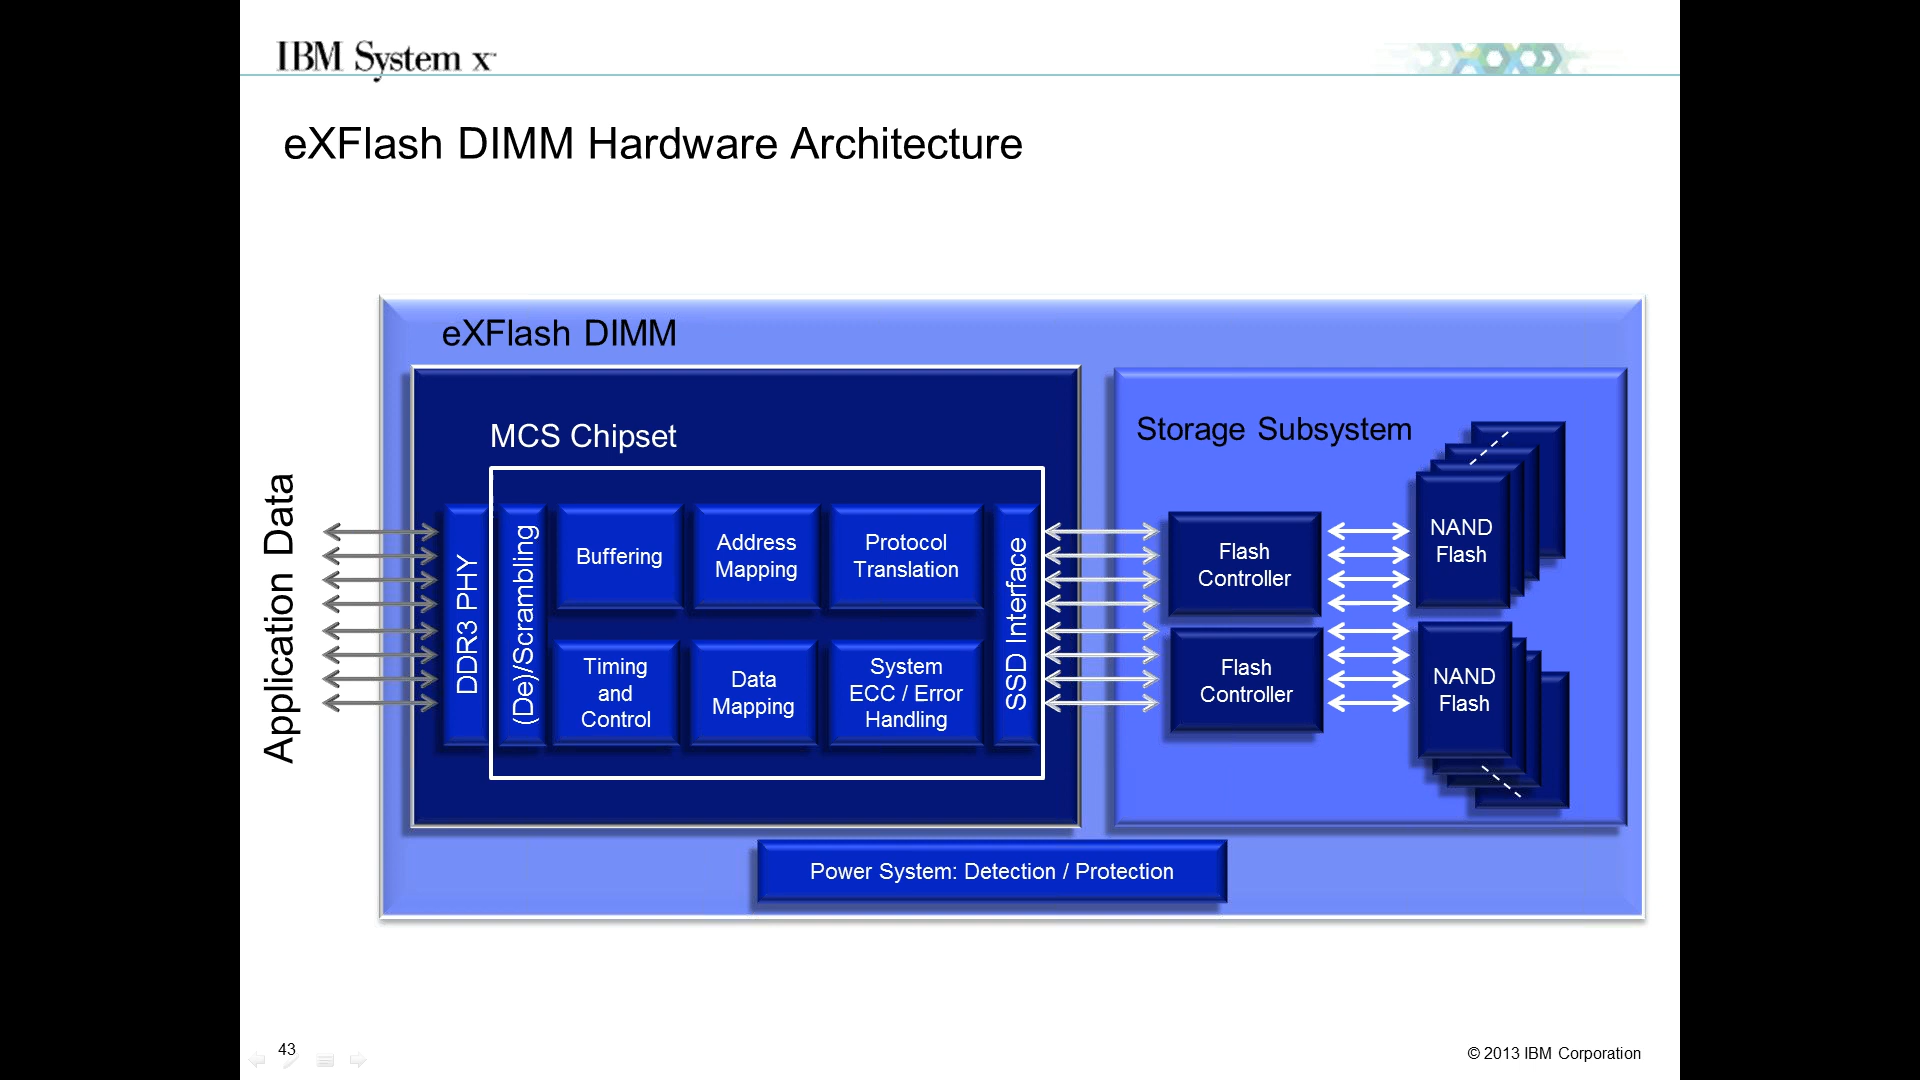 IBM System x™
eXFlash DIMM Hardware Architecture
eXFlash DIMM
MCS Chipset
Storage Subsystem
Application Data
DDR3 PHY
(De)/Scrambling
Buffering
Address
Mapping
Protocol
Translation
Timing
and
Control
Data
Mapping
System
ECC / Error
Handling
SSD Interface
Flash
Controller
Flash
Controller
NAND
Flash
NAND
Flash
Power System: Detection / Protection
43
© 2013 IBM Corporation